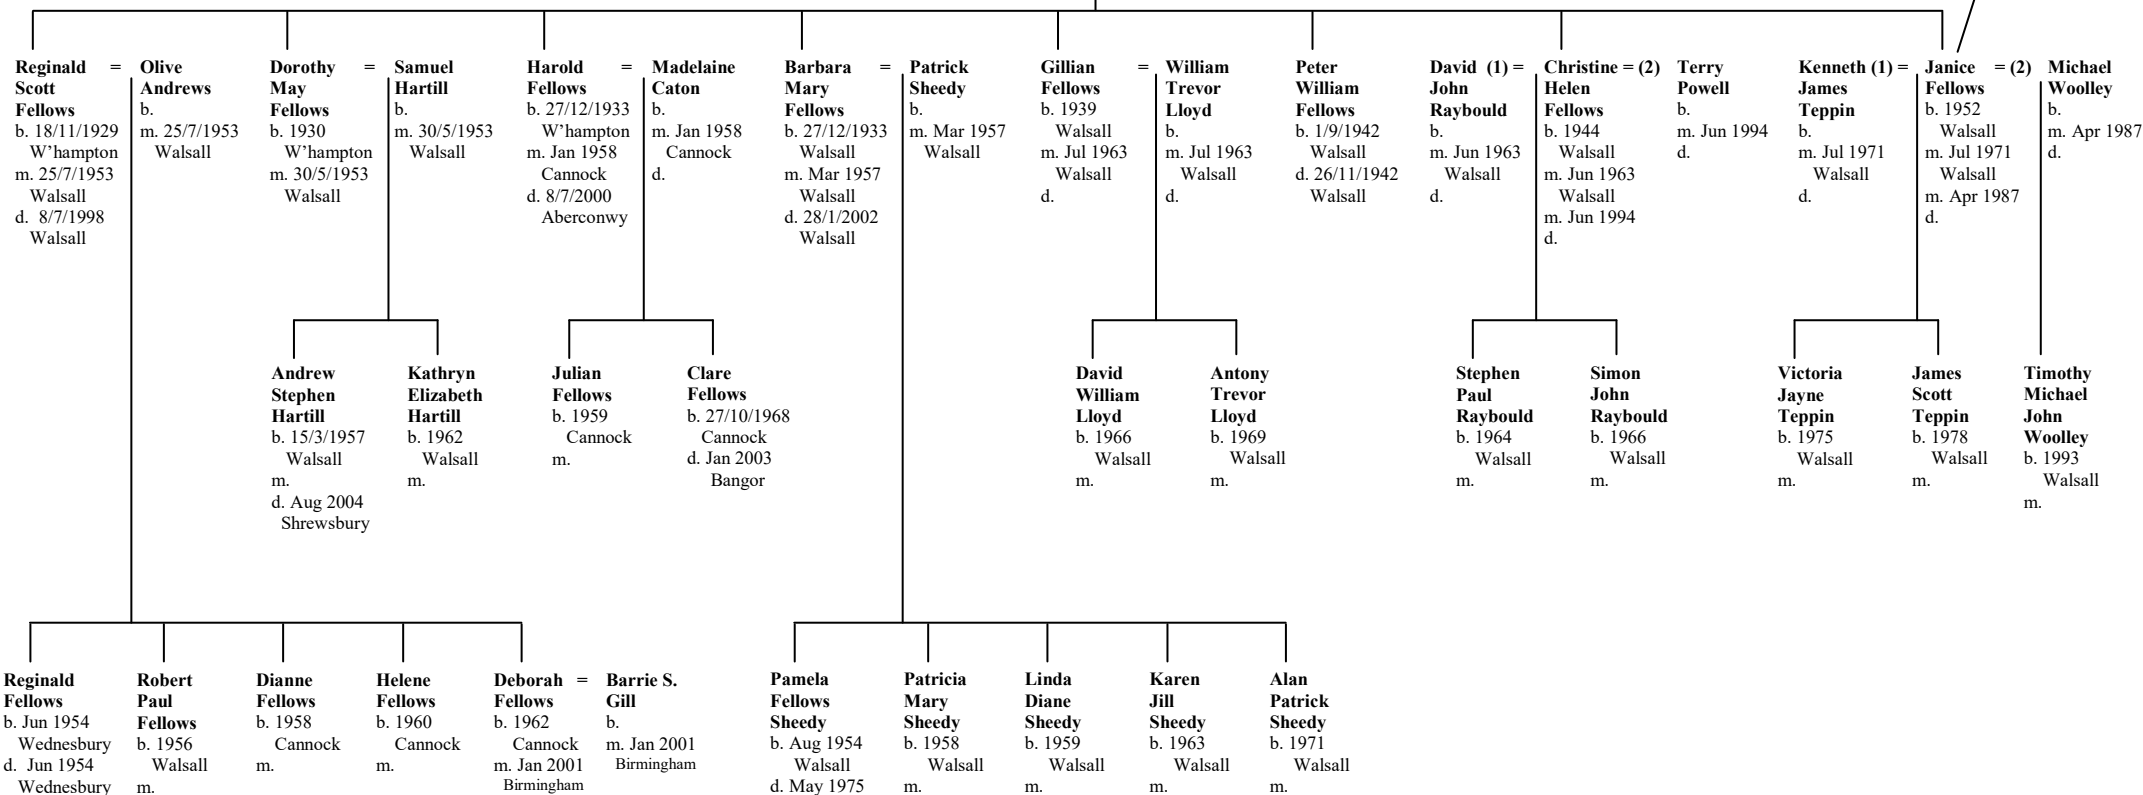 Reginald =
Scott
Fellows
b. 18/11/1929
W'hampton
m. 25/7/1953
Walsall
d. 8/7/1998
Walsall
Olive
Andrews
b.
m. 25/7/1953
Walsall
Dorothy =
May
Fellows
b. 1930
W'hampton
m. 30/5/1953
Walsall
Samuel
Hartill
b.
m. 30/5/1953
Walsall
Harold =
Fellows
b. 27/12/1933
W'hampton
m. Jan 1958
Cannock
d. 8/7/2000
Aberconwy
Madelaine
Caton
b.
m. Jan 1958
Cannock
d.
Barbara =
Mary
Fellows
b. 27/12/1933
Walsall
m. Mar 1957
Walsall
d. 28/1/2002
Walsall
Patrick
Sheedy
b.
m. Mar 1957
Walsall
Gillian =
Fellows
b. 1939
Walsall
m. Jul 1963
Walsall
d.
William
Trevor
Lloyd
b.
m. Jul 1963
Walsall
d.
Peter
William
Fellows
b. 1/9/1942
Walsall
d. 26/11/1942
Walsall
David (1) =
John
Raybould
b.
m. Jun 1963
Walsall
d.
Christine = (2)
Helen
Fellows
b. 1944
Walsall
m. Jun 1963
Walsall
m. Jun 1994
d.
Terry
Powell
b.
m. Jun 1994
d.
Kenneth (1) =
James
Teppin
b.
m. Jul 1971
Walsall
d.
Janice = (2)
Fellows
b. 1952
Walsall
m. Jul 1971
Walsall
m. Apr 1987
d.
Michael
Woolley
b.
m. Apr 1987
d.
Andrew
Stephen
Hartill
b. 15/3/1957
Walsall
m.
d. Aug 2004
Shrewsbury
Kathryn
Elizabeth
Hartill
b. 1962
Walsall
m.
Julian
Fellows
b. 1959
Cannock
m.
Clare
Fellows
b. 27/10/1968
Cannock
d. Jan 2003
Bangor
David
William
Lloyd
b. 1966
Walsall
m.
Antony
Trevor
Lloyd
b. 1969
Walsall
m.
Stephen
Paul
Raybould
b. 1964
Walsall
m.
Simon
John
Raybould
b. 1966
Walsall
m.
Victoria
Jayne
Teppin
b. 1975
Walsall
m.
James
Scott
Teppin
b. 1978
Walsall
m.
Timothy
Michael
John
Woolley
b. 1993
Walsall
m.
Reginald
Fellows
b. Jun 1954
Wednesbury
d. Jun 1954
Wednesbury
Robert
Paul
Fellows
b. 1956
Walsall
m.
Dianne
Fellows
b. 1958
Cannock
m.
Helene
Fellows
b. 1960
Cannock
m.
Deborah =
Fellows
b. 1962
Cannock
m. Jan 2001
Birmingham
Barrie S.
Gill
b.
m. Jan 2001
Birmingham
Pamela
Fellows
Sheedy
b. Aug 1954
Walsall
d. May 1975
Patricia
Mary
Sheedy
b. 1958
Walsall
m.
Linda
Diane
Sheedy
b. 1959
Walsall
m.
Karen
Jill
Sheedy
b. 1963
Walsall
m.
Alan
Patrick
Sheedy
b. 1971
Walsall
m.